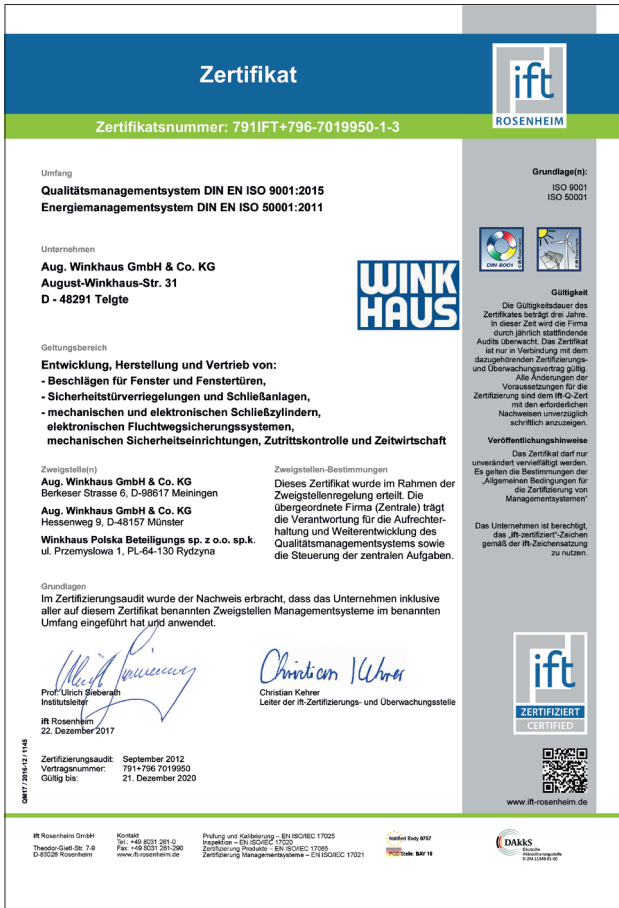 Zertifikat
ift
ROSENHEIM
Zertifikatsnummer: 791IFT+796-7019950-1-3
Umfang
Qualitätsmanagementsystem DIN EN ISO 9001:2015
Energiemanagementsystem DIN EN ISO 50001:2011
Unternehmen
Aug. Winkhaus GmbH & Co. KG
August-Winkhaus-Str. 31
D - 48291 Telgte
WINK
HAUS
Geltungsbereich
Entwicklung, Herstellung und Vertrieb von:
- Beschlägen für Fenster und Fenstertüren,
- Sicherheitstürverriegelungen und Schließanlagen,
- mechanischen und elektronischen Schließzylindern,
elektronischen Fluchtwegsicherungssystemen,
mechanischen Sicherheitseinrichtungen, Zutrittskontrolle und Zeitwirtschaft
Zweigstelle(n)
Aug. Winkhaus GmbH & Co. KG
Berkeser Strasse 6, D-98617 Meiningen
Aug. Winkhaus GmbH & Co. KG
Hessenweg 9, D-48157 Münster
Winkhaus Polska Beteiligungs sp. z o.o. sp.k.
ul. Przemyslowa 1, PL-64-130 Rydzyna
Zweigstellen-Bestimmungen
Dieses Zertifikat wurde im Rahmen der
Zweigstellenregelung erteilt. Die
übergeordnete Firma (Zentrale) trägt
die Verantwortung für die Aufrechter-
haltung und Weiterentwicklung des
Qualitätsmanagementsystems sowie
die Steuerung der zentralen Aufgaben.
Grundlagen
Im Zertifizierungsaudit wurde der Nachweis erbracht, dass das Unternehmen inklusive
aller auf diesem Zertifikat benannten Zweigstellen Managementsysteme im benannten
Umfang eingeführt hat und anwendet.
Prof. Ulrich Sieberath
Institutsleiter
ift Rosenheim
22. Dezember 2017
Christian Kehrer
Christian Kehrer
Leiter der ift-Zertifizierungs- und Überwachungsstelle
Zertifizierungsaudit: September 2012
Vertragsnummer: 791+796 7019950
Gültig bis: 21. Dezember 2020
QM17 / 2016-12 / 1145
Grundlage(n):
ISO 9001
ISO 50001
DIN 9001
Gültigkeit
Die Gültigkeitsdauer des
Zertifikates beträgt drei Jahre.
In dieser Zeit wird die Firma
durch jährlich stattfindende
Audits überwacht. Das Zertifikat
ist nur in Verbindung mit dem
dazugehörenden Zertifizierungs-
und Überwachungsvertrag gültig.
Alle Änderungen der
Voraussetzungen für die
Zertifizierung sind dem ift-Q-Zert
mit den erforderlichen
Nachweisen unverzüglich
schriftlich anzuzeigen.
Veröffentlichungshinweise
Das Zertifikat darf nur
unverändert vervielfältigt werden.
Es gelten die Bestimmungen der
„Allgemeinen Bedingungen für
die Zertifizierung von
Managementsystemen“
Das Unternehmen ist berechtigt,
das „ift-zertifiziert“-Zeichen
gemäß der ift-Zeichensatzung
zu nutzen.
ift
ZERTIFIZIERT
CERTIFIED
www.ift-rosenheim.de
ift Rosenheim GmbH
Theodor-Gietl-Str. 7-9
D-83026 Rosenheim
Kontakt
Tel.: +49 8031 261-0
Fax: +49 8031 261-290
www.ift-rosenheim.de
Prüfung und Kalibrierung – EN ISO/IEC 17025
Inspektion – EN ISO/IEC 17020
Zertifizierung Produkte – EN ISO/IEC 17065
Zertifizierung Managementsysteme – EN ISO/IEC 17021
Notified Body 0757
PÜZ-Stelle: BAY 18
DAkkS
Deutsche
Akkreditierungsstelle
D-ZM-11349-01-00